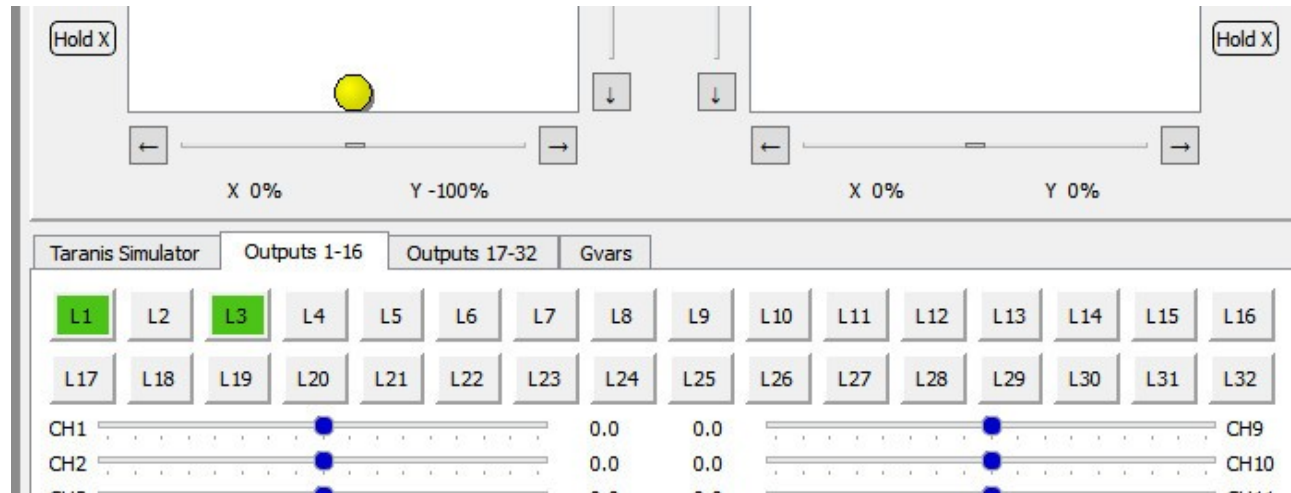 Hold X Hold X
↓ ↓
← → ← →
X 0% Y -100% X 0% Y 0%
Taranis Simulator Outputs 1-16 Outputs 17-32 Gvars
L1 L2 L3 L4 L5 L6 L7 L8 L9 L10 L11 L12 L13 L14 L15 L16
L17 L18 L19 L20 L21 L22 L23 L24 L25 L26 L27 L28 L29 L30 L31 L32
CH1 0.0 0.0 CH9
CH2 0.0 0.0 CH10